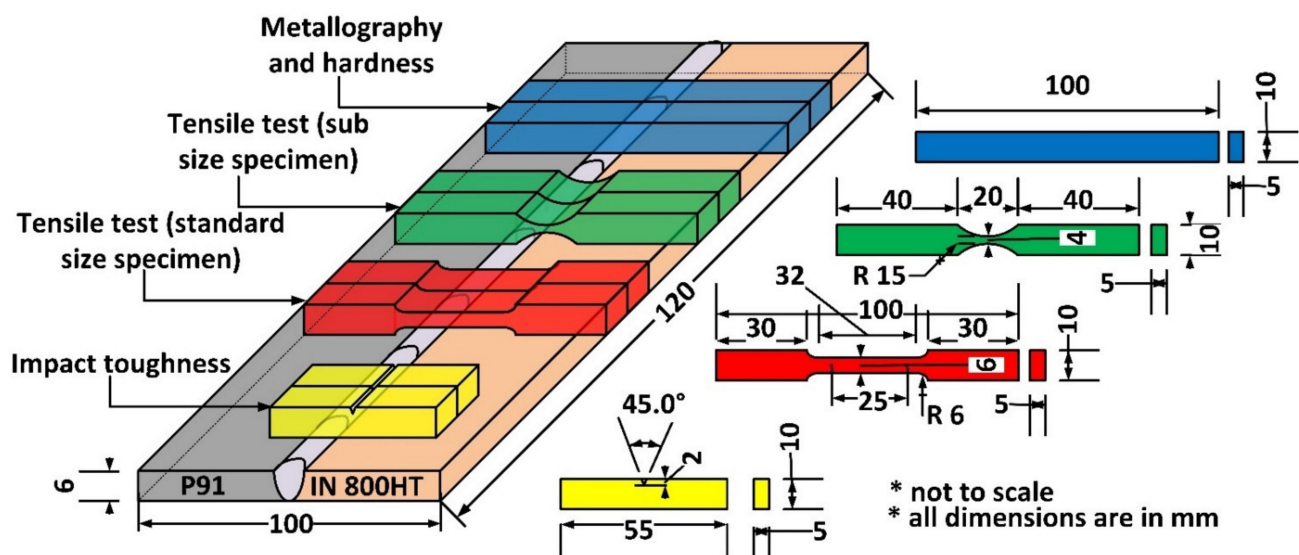 Metallography
and hardness
Tensile test (sub
size specimen)
Tensile test (standard
size specimen)
Impact toughness
6
P91
IN 800HT
100
120
100
10
5
40
20
40
4
10
R 15
5
32
100
30
30
10
6
25
R 6
5
45.0°
2
10
55
5
* not to scale
* all dimensions are in mm